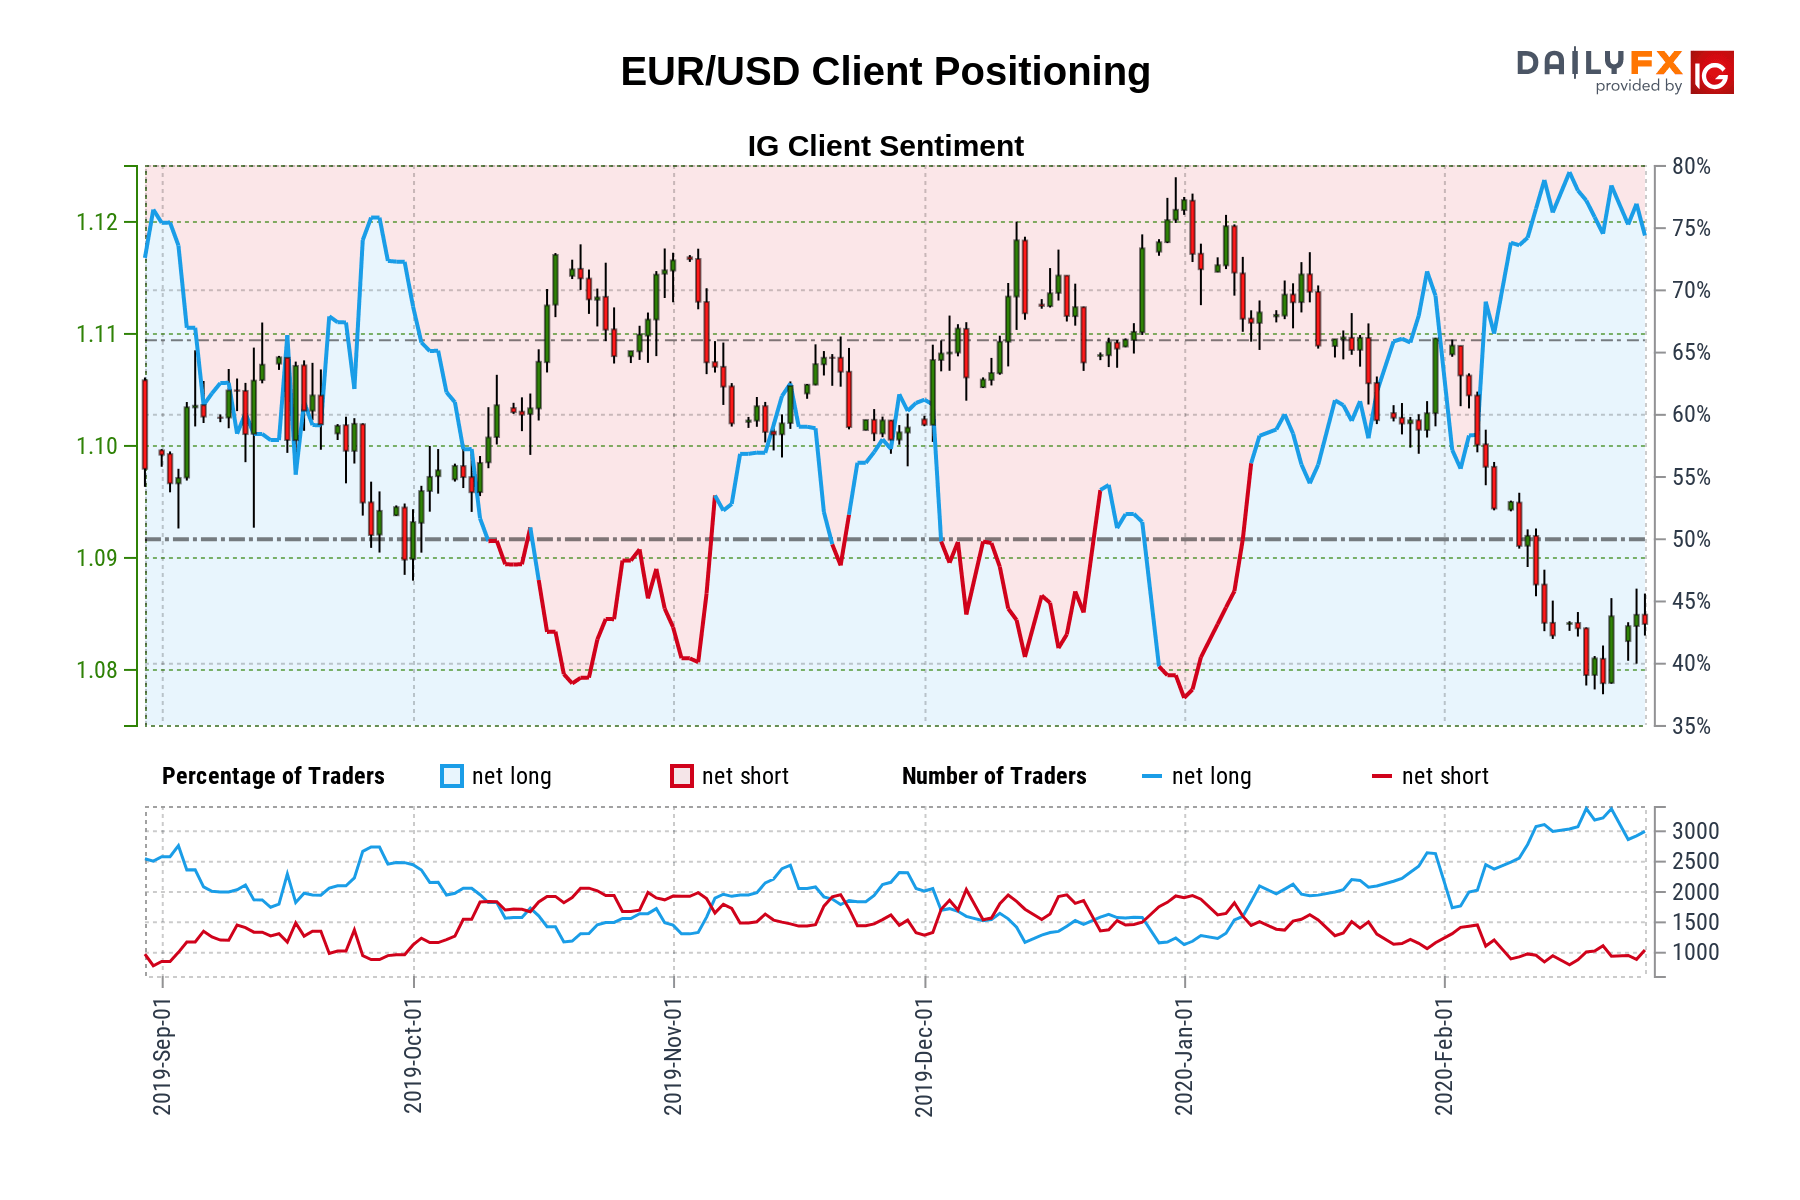 EUR/USD Client Positioning
DAILYFX
provided by
IG
IG Client Sentiment
1.12
1.11
1.10
1.09
1.08
80%
75%
70%
65%
60%
55%
50%
45%
40%
35%
Percentage of Traders net long net short Number of Traders net long net short
3000
2500
2000
1500
1000
2019-Sep-01
2019-Oct-01
2019-Nov-01
2019-Dec-01
2020-Jan-01
2020-Feb-01